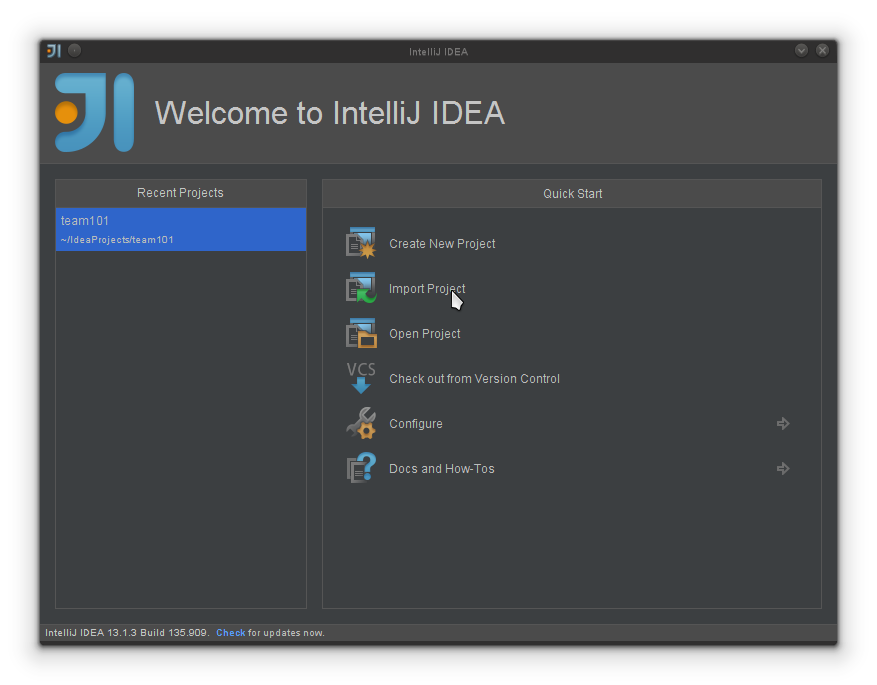 IntelliJ IDEA
Welcome to IntelliJ IDEA
Recent Projects
team101
~/IdeaProjects/team101
Quick Start
Create New Project
Import Project
Open Project
VCS
Check out from Version Control
Configure
Docs and How-Tos
IntelliJ IDEA 13.1.3 Build 135.909. Check for updates now.